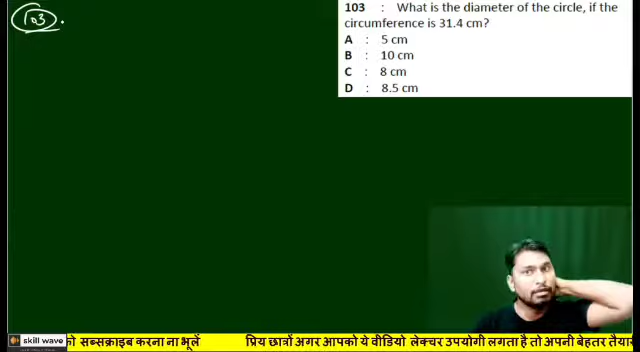 103.
103 : What is the diameter of the circle, if the
circumference is 31.4 cm?
A : 5 cm
B : 10 cm
C : 8 cm
D : 8.5 cm
skill wave
को सब्सक्राइब करना ना भूलें प्रिय छात्रों अगर आपको ये वीडियो लेक्चर उपयोगी लगता है तो अपनी बेहतर